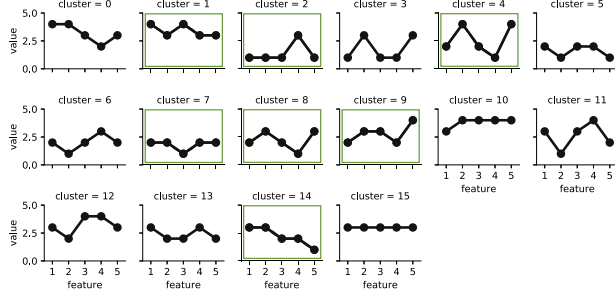 cluster = 0 cluster = 1 cluster = 2 cluster = 3 cluster = 4 cluster = 5
5.0
value
2.5
0.0
cluster = 6 cluster = 7 cluster = 8 cluster = 9 cluster = 10 cluster = 11
5.0
value
2.5
0.0
1 2 3 4 5 1 2 3 4 5
feature feature
cluster = 12 cluster = 13 cluster = 14 cluster = 15
5.0
value
2.5
0.0
1 2 3 4 5 1 2 3 4 5 1 2 3 4 5 1 2 3 4 5
feature feature feature feature